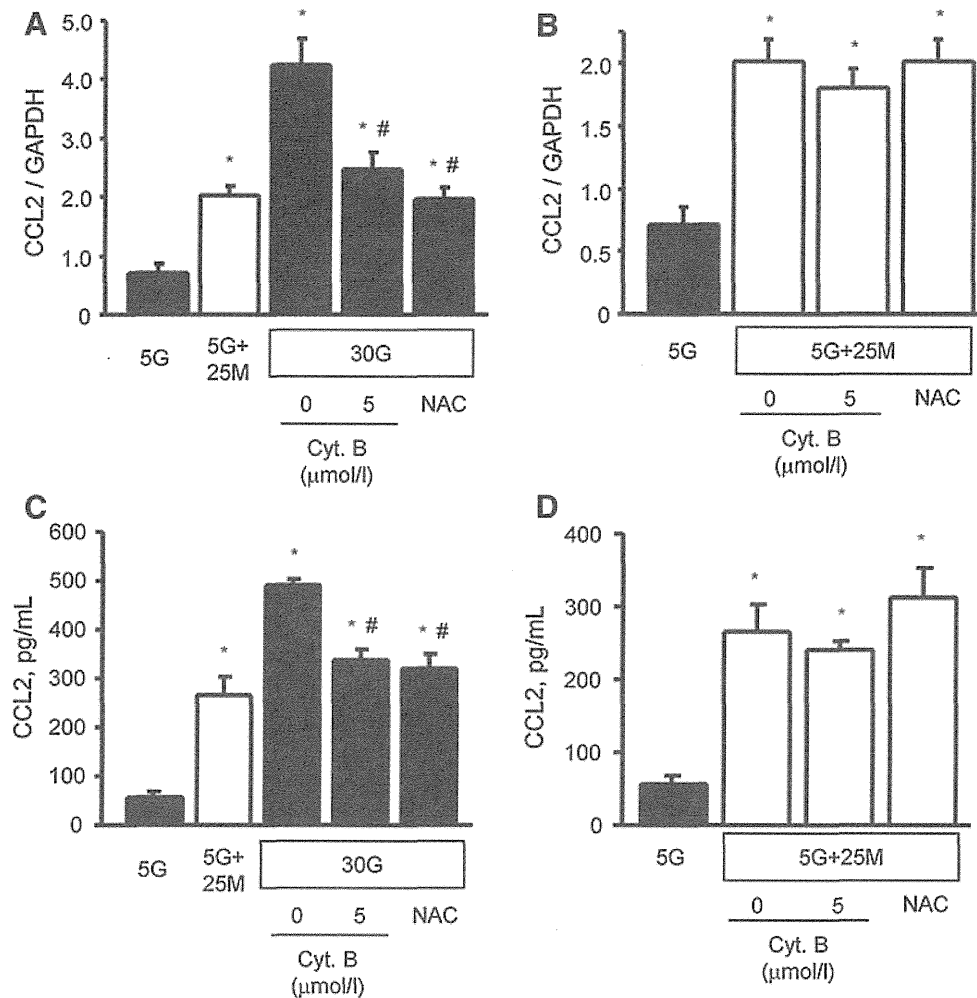 A
CCL2 / GAPDH
5.0
4.0
3.0
2.0
1.0
0
*
*
* #
* #
5G
5G+
25M
30G
0 5 NAC
Cyt. B
(μmol/l)
B
CCL2 / GAPDH
2.0
1.5
1.0
0.5
0
*
*
*
5G
5G+25M
0 5 NAC
Cyt. B
(μmol/l)
C
CCL2, pg/mL
600
500
400
300
200
100
0
*
*
* #
* #
5G
5G+
25M
30G
0 5 NAC
Cyt. B
(μmol/l)
D
CCL2, pg/mL
400
300
200
100
0
*
*
*
5G
5G+25M
0 5 NAC
Cyt. B
(μmol/l)